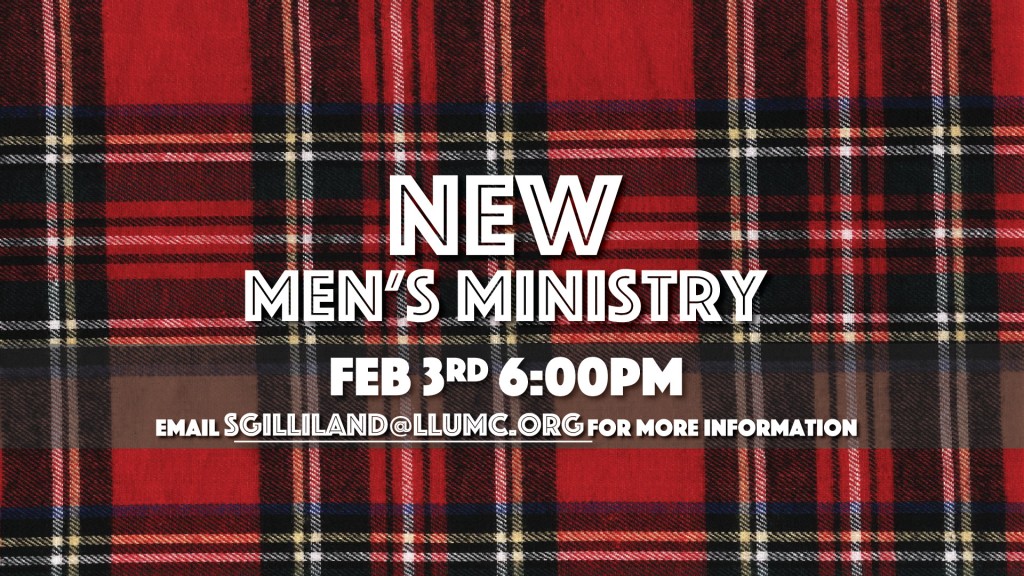 NEW
MEN'S MINISTRY
FEB 3RD 6:00PM
EMAIL SGILLILAND@LLUMC.ORG FOR MORE INFORMATION